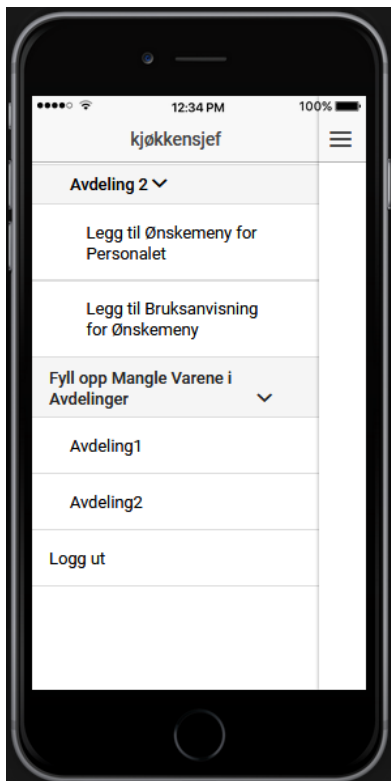 12:34 PM
100%
kjøkkensjef
Avdeling 2
Legg til Ønskemeny for
Personalet
Legg til Bruksanvisning
for Ønskemeny
Fyll opp Mangle Varene i
Avdelinger
Avdeling1
Avdeling2
Logg ut